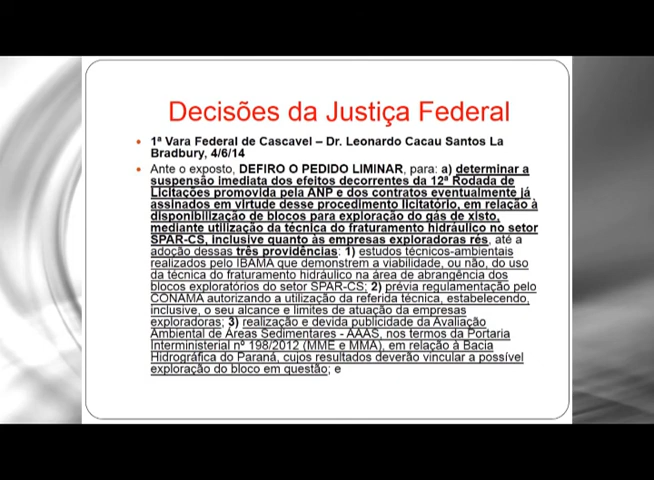 Decisões da Justiça Federal
• 1ª Vara Federal de Cascavel – Dr. Leonardo Cacau Santos La
Bradbury, 4/6/14
• Ante o exposto, DEFIRO O PEDIDO LIMINAR, para: a) determinar a
suspensão imediata dos efeitos decorrentes da 12ª Rodada de
Licitações promovida pela ANP e dos contratos eventualmente já
assinados em virtude desse procedimento licitatório, em relação à
disponibilização de blocos para exploração do gás de xisto,
mediante utilização da técnica do fraturamento hidráulico no setor
SPAR-CS, inclusive quanto às empresas exploradoras rés, até a
adoção dessas três providências: 1) estudos técnicos-ambientais
realizados pelo IBAMA que demonstrem a viabilidade, ou não, do uso
da técnica do fraturamento hidráulico na área de abrangência dos
blocos exploratórios do setor SPAR-CS; 2) prévia regulamentação pelo
CONAMA autorizando a utilização da referida técnica, estabelecendo,
inclusive, o seu alcance e limites de atuação da empresas
exploradoras; 3) realização e devida publicidade da Avaliação
Ambiental de Áreas Sedimentares - AAAS, nos termos da Portaria
Interministerial nº 198/2012 (MME e MMA), em relação à Bacia
Hidrográfica do Paraná, cujos resultados deverão vincular a possível
exploração do bloco em questão; e